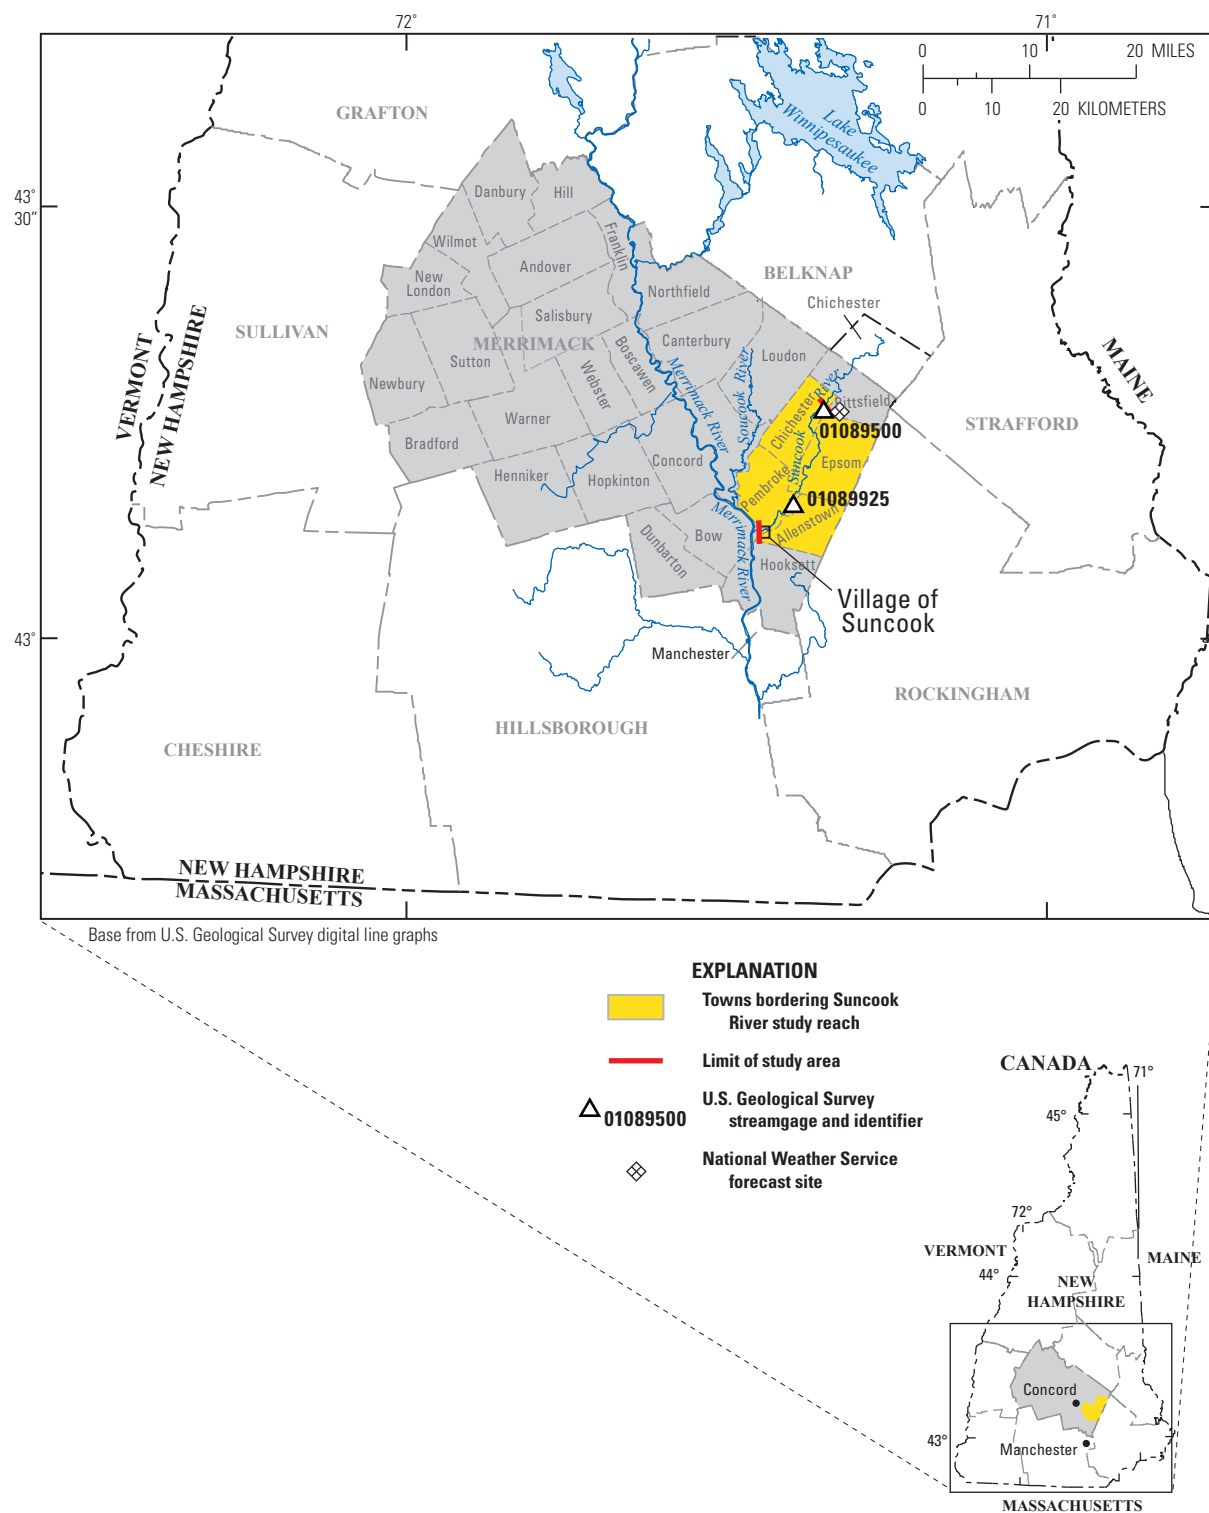 72°
71°
0 10 20 MILES
0 10 20 KILOMETERS
GRAFTON
Lake
Winnipesaukee
43
30"
Danbury
Hill
Wilmot
Franklin
Andover
New
London
BELKNAP
Northfield
Chichester
Salisbury
SULLIVAN
MERRIMACK
Canterbury
Loudon
VERMONT
NEW HAMPSHIRE
MAINE
Sutton
Boscawen
Webster
Newbury
Merrimack River
Soncook River
Suncook River
Pittsfield
Chichester
Warner
STRAFFORD
01089500
Bradford
Concord
Epsom
Henniker
Hopkinton
Pembroke
01089925
Merrimack River
Allenstown
Bow
Dunbarton
Hooksett
Village of
Suncook
43°
Manchester
ROCKINGHAM
HILLSBOROUGH
CHESHIRE
NEW HAMPSHIRE
MASSACHUSETTS
Base from U.S. Geological Survey digital line graphs
EXPLANATION
Towns bordering Suncook
River study reach
Limit of study area
01089500
U.S. Geological Survey
streamgage and identifier
National Weather Service
forecast site
CANADA
71°
45°
72°
VERMONT
MAINE
44°
NEW
HAMPSHIRE
Concord
43°
Manchester
MASSACHUSETTS